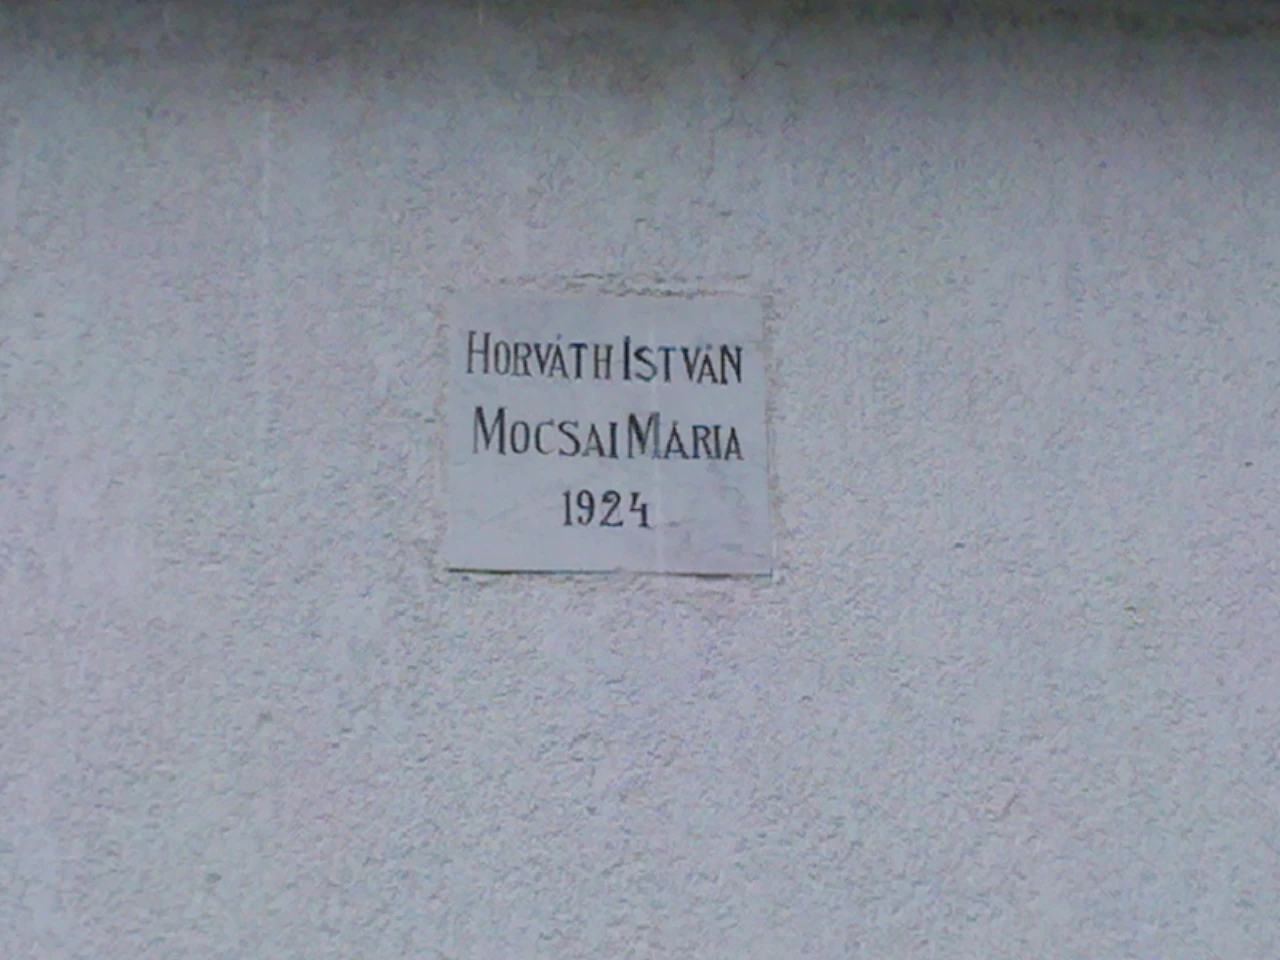 HORVÁTH ISTVÁN
MOCSAI MÁRIA
1924